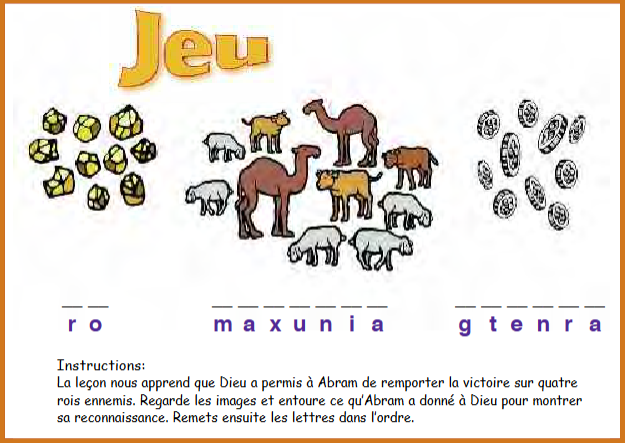 Jeu
r o
m a x u n i a
g t e n r a
Instructions:
La leçon nous apprend que Dieu a permis à Abram de remporter la victoire sur quatre
rois ennemis. Regarde les images et entoure ce qu'Abram a donné à Dieu pour montrer
sa reconnaissance. Remets ensuite les lettres dans l'ordre.